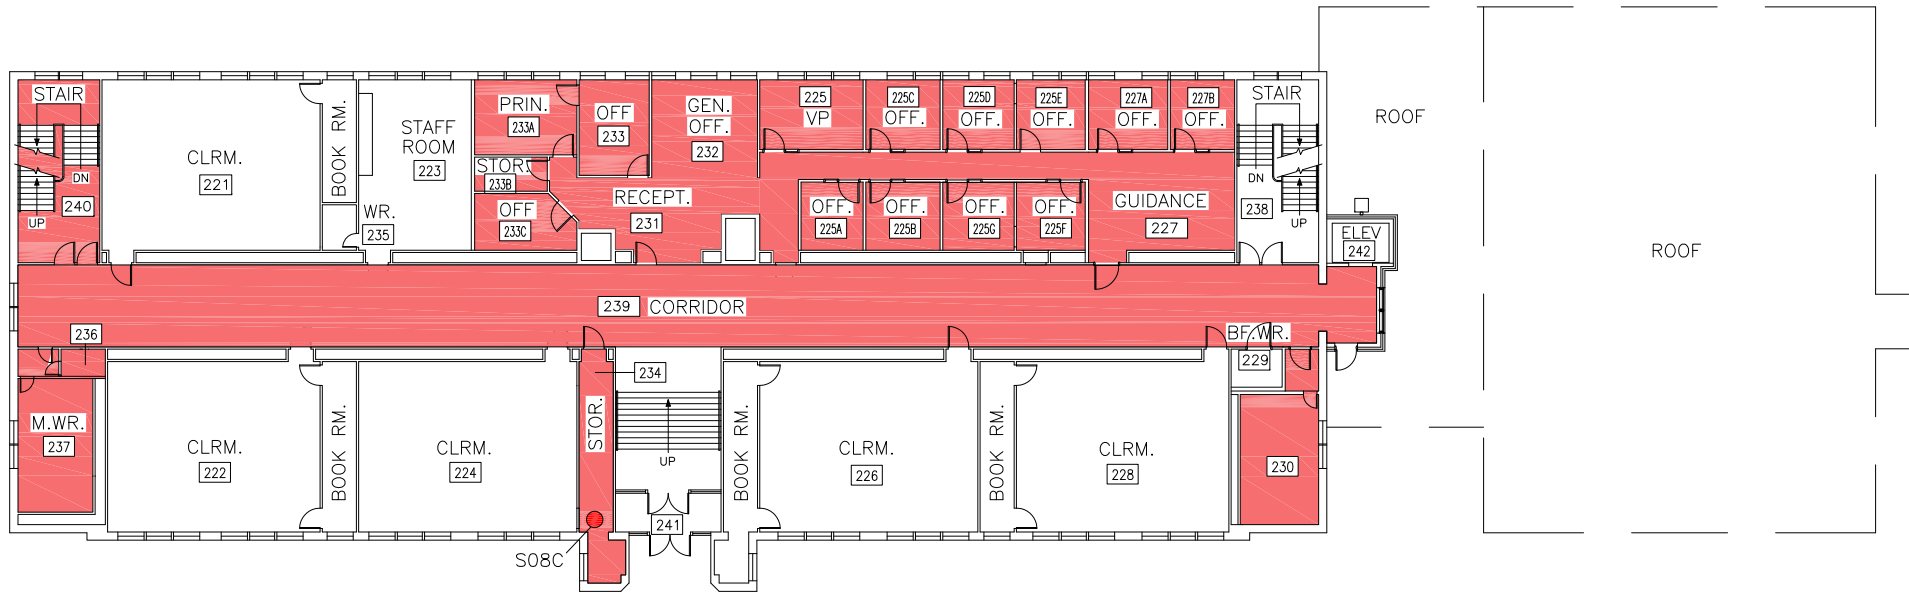 STAIR
DN
UP
240
CLRM.
221
BOOK RM.
STAFF
ROOM
223
WR.
235
PRIN.
233A
STOR.
233B
OFF
233C
OFF
233
GEN.
OFF.
232
RECEPT.
231
225
VP
225C
OFF.
225D
OFF.
225E
OFF.
227A
OFF.
227B
OFF.
OFF.
225A
OFF.
225B
OFF.
225G
OFF.
225F
GUIDANCE
227
STAIR
DN
UP
238
ELEV
242
ROOF
ROOF
239 CORRIDOR
236
M.WR.
237
CLRM.
222
BOOK RM.
CLRM.
224
STOR.
234
UP
241
S08C
BOOK RM.
CLRM.
226
BOOK RM.
CLRM.
228
BF.WR.
229
230